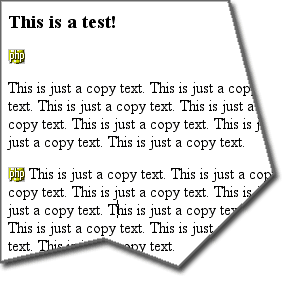 This is a test!
php
This is just a copy text. This is just a copy
text. This is just a copy text. This is just a
copy text. This is just a copy text. This is j
just a copy text. This is just a copy text.
php This is just a copy text. This is just a
copy text. This is just a copy text. This is
just a copy text. This is just a copy te
copy text. This is just a copy text. This is just
text. This is just a copy text.